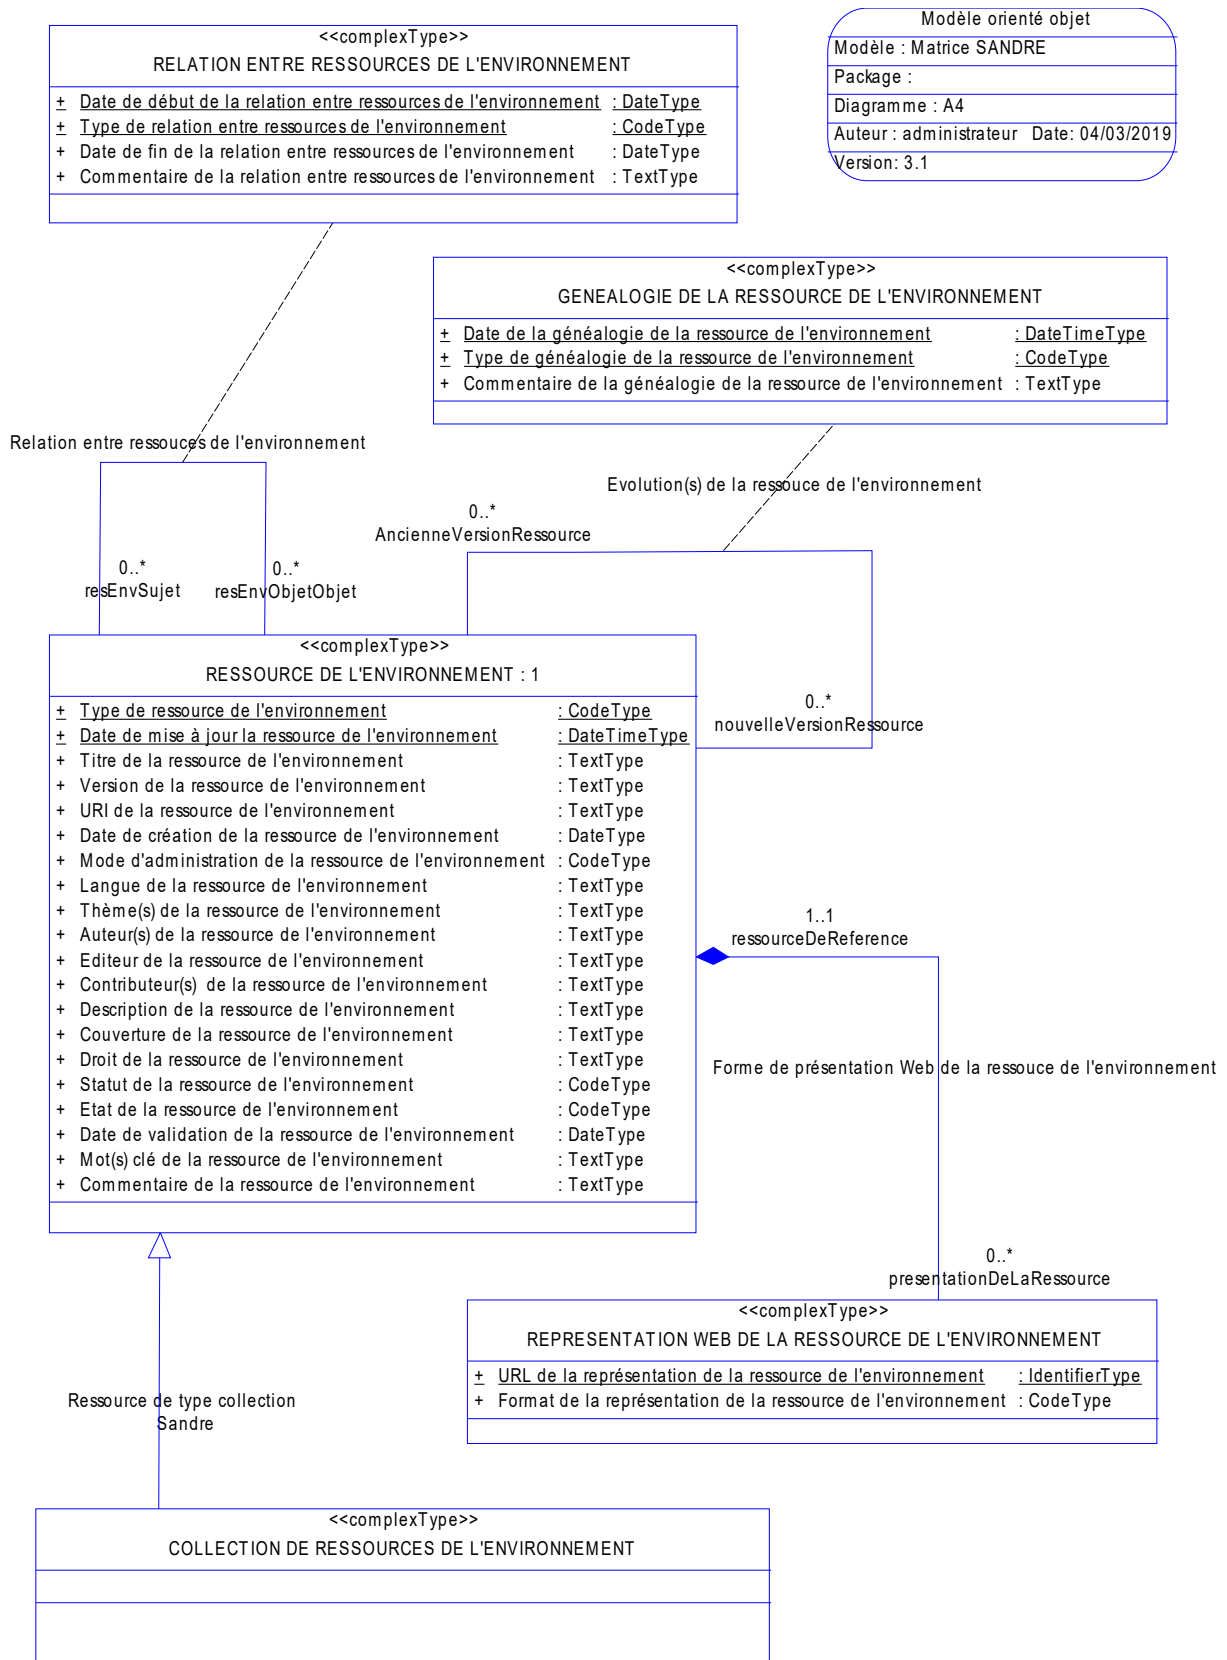 <<complexType>>
RELATION ENTRE RESSOURCES DE L'ENVIRONNEMENT
+ Date de début de la relation entre ressources de l'environnement : DateType
+ Type de relation entre ressources de l'environnement : CodeType
+ Date de fin de la relation entre ressources de l'environnement : DateType
+ Commentaire de la relation entre ressources de l'environnement : TextType
Modèle orienté objet
Modèle : Matrice SANDRE
Package :
Diagramme : A4
Auteur : administrateur Date: 04/03/2019
Version: 3.1
<<complexType>>
GENEALOGIE DE LA RESSOURCE DE L'ENVIRONNEMENT
+ Date de la généalogie de la ressource de l'environnement : DateTimeType
+ Type de généalogie de la ressource de l'environnement : CodeType
+ Commentaire de la généalogie de la ressource de l'environnement : TextType
Relation entre ressouces de l'environnement
Evolution(s) de la ressouce de l'environnement
0..*
AncienneVersionRessource
0..*
resEnvSujet
0..*
resEnvObjetObjet
<<complexType>>
RESSOURCE DE L'ENVIRONNEMENT : 1
+ Type de ressource de l'environnement : CodeType
+ Date de mise à jour la ressource de l'environnement : DateTimeType
+ Titre de la ressource de l'environnement : TextType
+ Version de la ressource de l'environnement : TextType
+ URI de la ressource de l'environnement : TextType
+ Date de création de la ressource de l'environnement : DateType
+ Mode d'administration de la ressource de l'environnement : CodeType
+ Langue de la ressource de l'environnement : TextType
+ Thème(s) de la ressource de l'environnement : TextType
+ Auteur(s) de la ressource de l'environnement : TextType
+ Editeur de la ressource de l'environnement : TextType
+ Contributeur(s) de la ressource de l'environnement : TextType
+ Description de la ressource de l'environnement : TextType
+ Couverture de la ressource de l'environnement : TextType
+ Droit de la ressource de l'environnement : TextType
+ Statut de la ressource de l'environnement : CodeType
+ Etat de la ressource de l'environnement : CodeType
+ Date de validation de la ressource de l'environnement : DateType
+ Mot(s) clé de la ressource de l'environnement : TextType
+ Commentaire de la ressource de l'environnement : TextType
0..*
nouvelleVersionRessource
1..1
ressourceDeReference
Forme de présentation Web de la ressouce de l'environnement
0..*
presentationDeLaRessource
<<complexType>>
REPRESENTATION WEB DE LA RESSOURCE DE L'ENVIRONNEMENT
+ URL de la représentation de la ressource de l'environnement : IdentifierType
+ Format de la représentation de la ressource de l'environnement : CodeType
Ressource de type collection
Sandre
<<complexType>>
COLLECTION DE RESSOURCES DE L'ENVIRONNEMENT